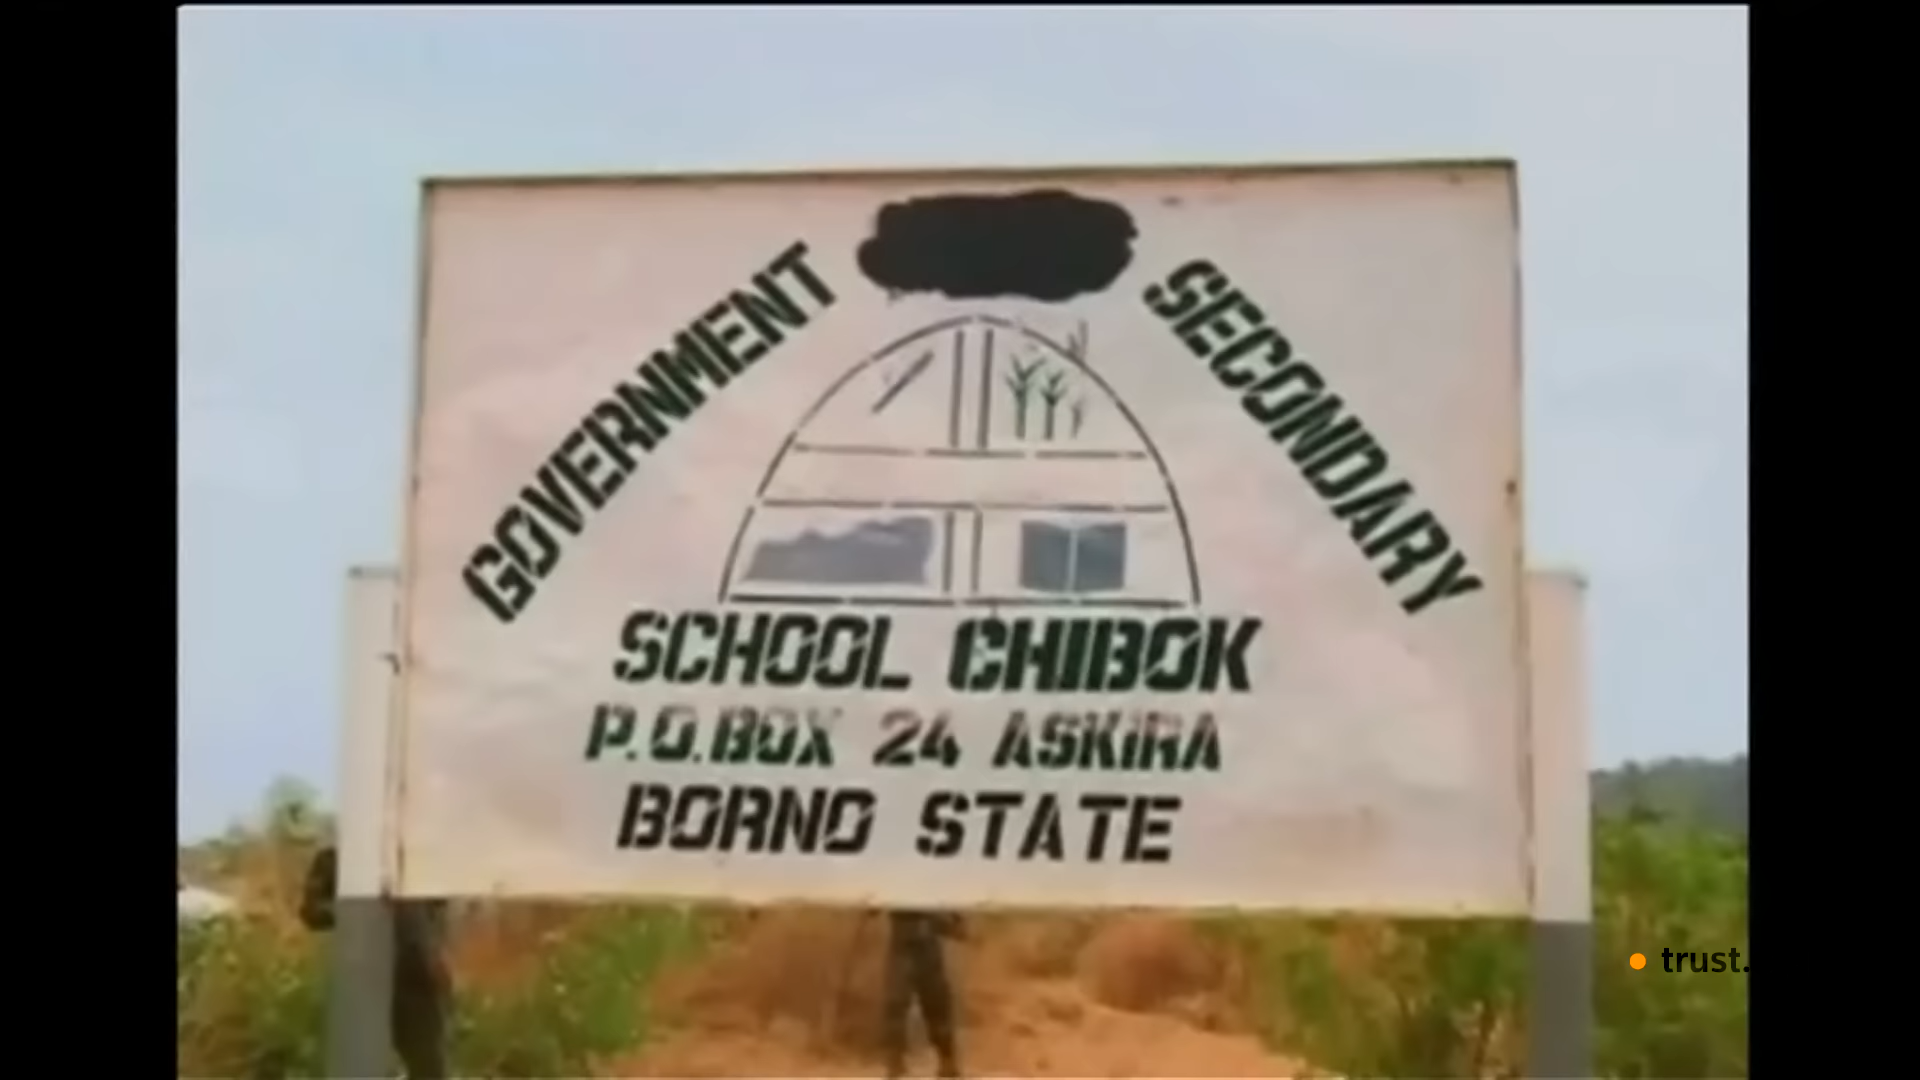 GOVERNMENT
SECONDARY
SCHOOL CHIBOK
P.O.BOX 24 ASKIRA
BORNO STATE
trust.